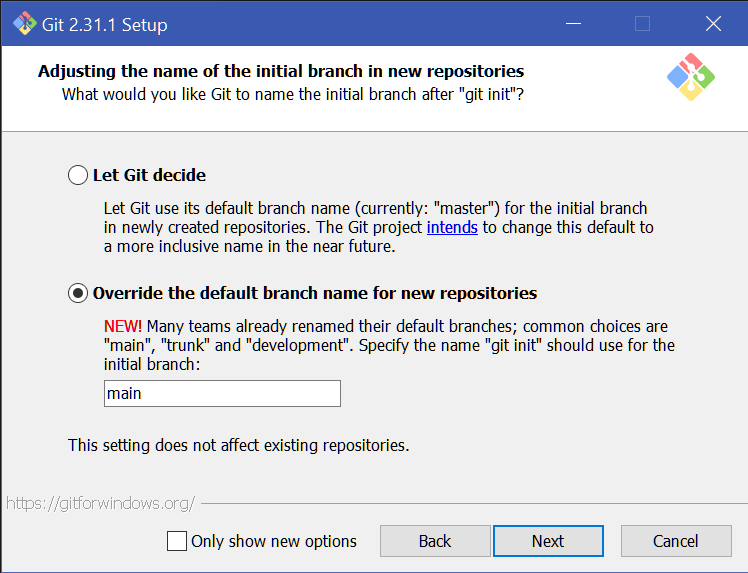 Git 2.31.1 Setup
Adjusting the name of the initial branch in new repositories
What would you like Git to name the initial branch after "git init"?
Let Git decide
Let Git use its default branch name (currently: "master") for the initial branch
in newly created repositories. The Git project intends to change this default to
a more inclusive name in the near future.
Override the default branch name for new repositories
NEW! Many teams already renamed their default branches; common choices are
"main", "trunk" and "development". Specify the name "git init" should use for the
initial branch:
main
This setting does not affect existing repositories.
https://gitforwindows.org/
Only show new options
Back
Next
Cancel